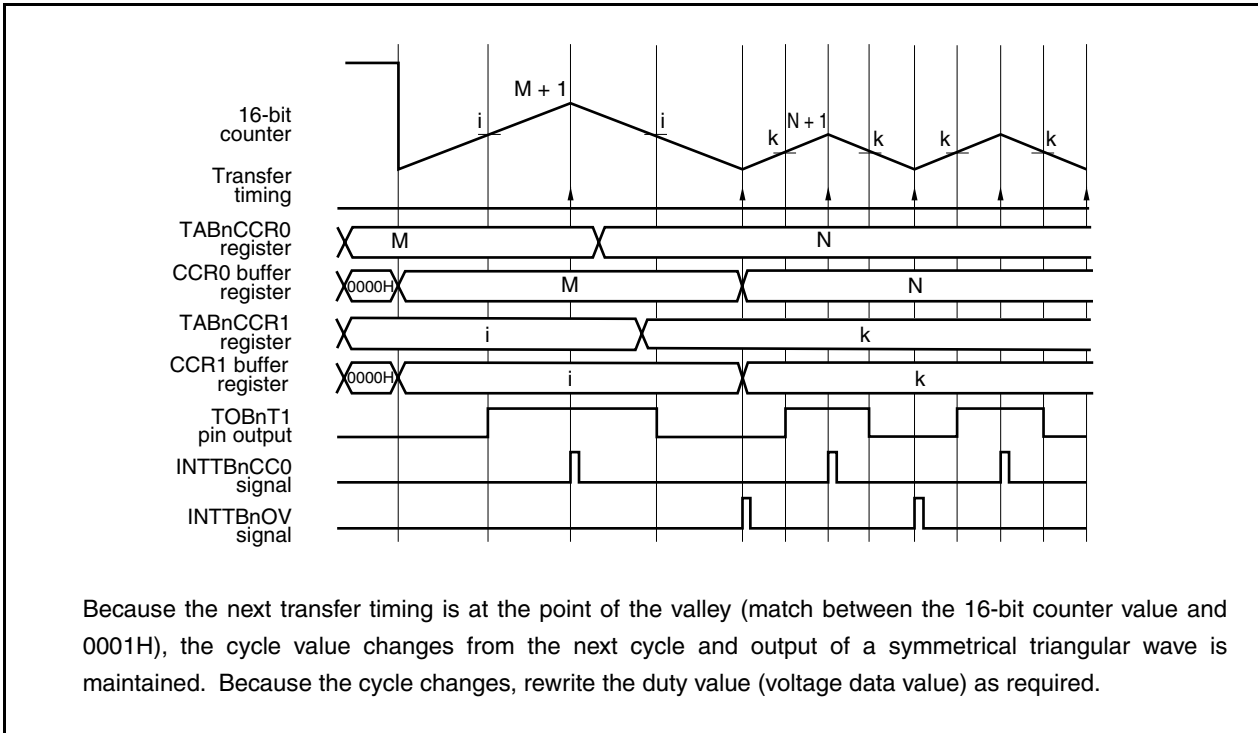 M + 1
16-bit
counter
i
i
k
N + 1
k
k
k
Transfer
timing
TABnCCR0
register
M
N
CCR0 buffer
register
0000H
M
N
TABnCCR1
register
i
k
CCR1 buffer
register
0000H
i
k
TOBnT1
pin output
INTTBnCC0
signal
INTTBnOV
signal
Because the next transfer timing is at the point of the valley (match between the 16-bit counter value and
0001H), the cycle value changes from the next cycle and output of a symmetrical triangular wave is
maintained. Because the cycle changes, rewrite the duty value (voltage data value) as required.